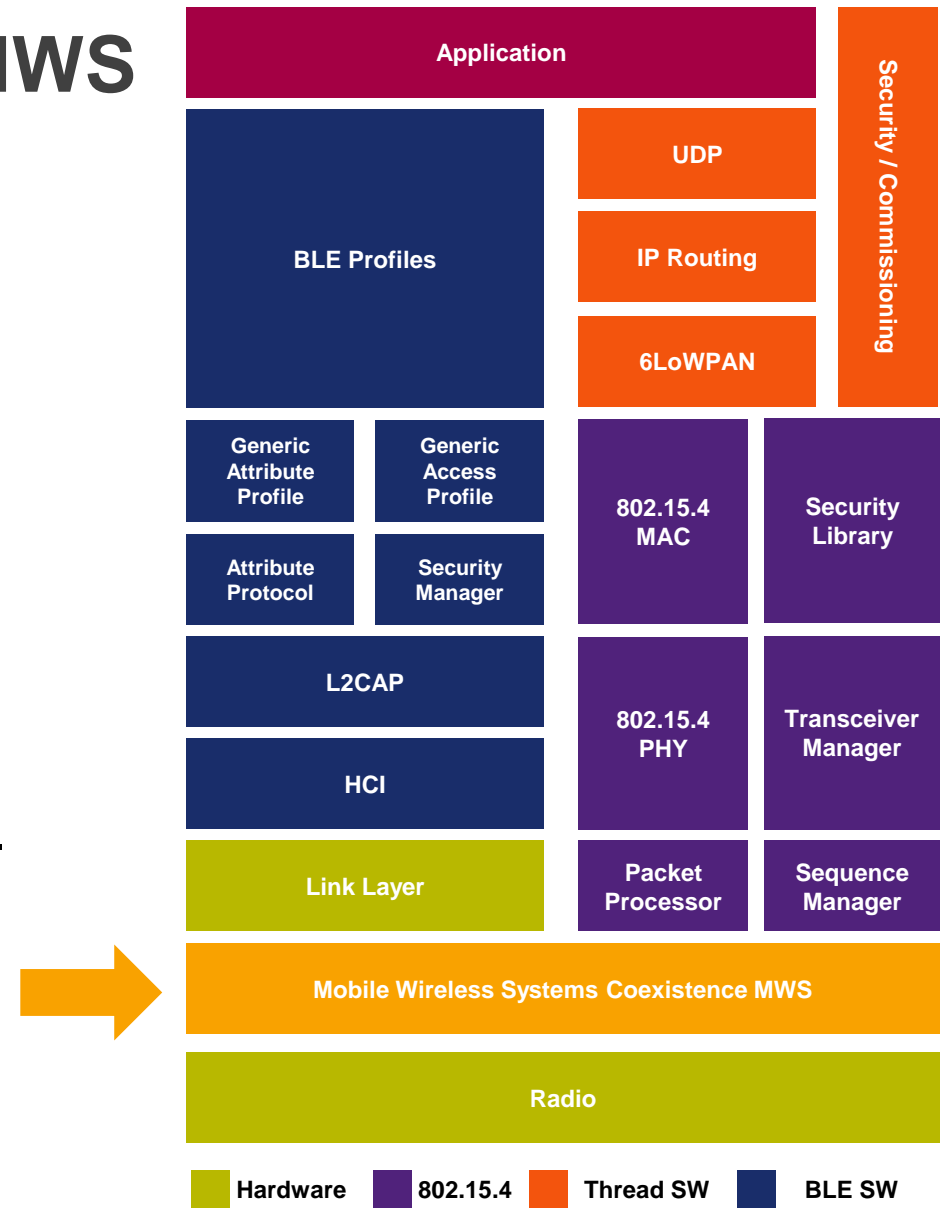 MWS
Application
Security / Commissioning
BLE Profiles
UDP
IP Routing
6LoWPAN
Generic
Attribute
Profile
Generic
Access
Profile
802.15.4
MAC
Security
Library
Attribute
Protocol
Security
Manager
L2CAP
802.15.4
PHY
Transceiver
Manager
HCI
Link Layer
Packet
Processor
Sequence
Manager
Mobile Wireless Systems Coexistence MWS
Radio
Hardware
802.15.4
Thread SW
BLE SW